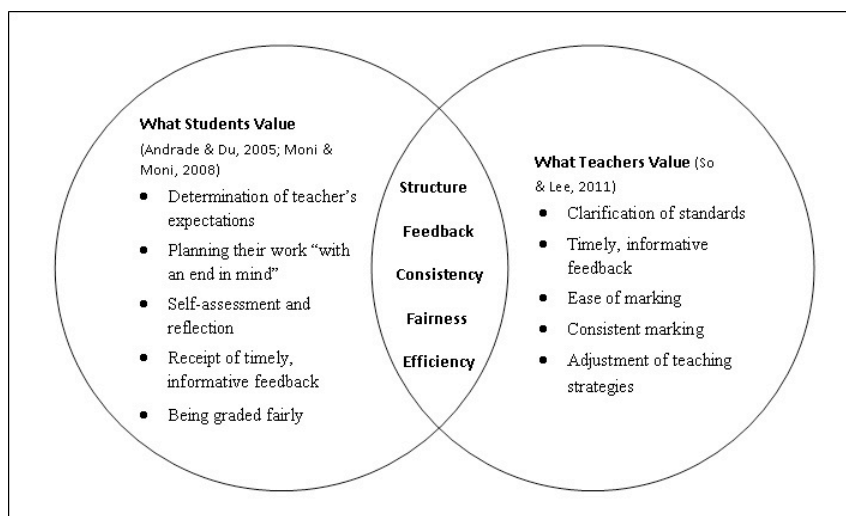 What Students Value
(Andrade & Du, 2005; Moni &
Moni, 2008)
• Determination of teacher's
expectations
• Planning their work “with
an end in mind”
• Self-assessment and
reflection
• Receipt of timely,
informative feedback
• Being graded fairly
Structure
Feedback
Consistency
Fairness
Efficiency
What Teachers Value (So
& Lee, 2011)
• Clarification of standards
• Timely, informative
feedback
• Ease of marking
• Consistent marking
• Adjustment of teaching
strategies